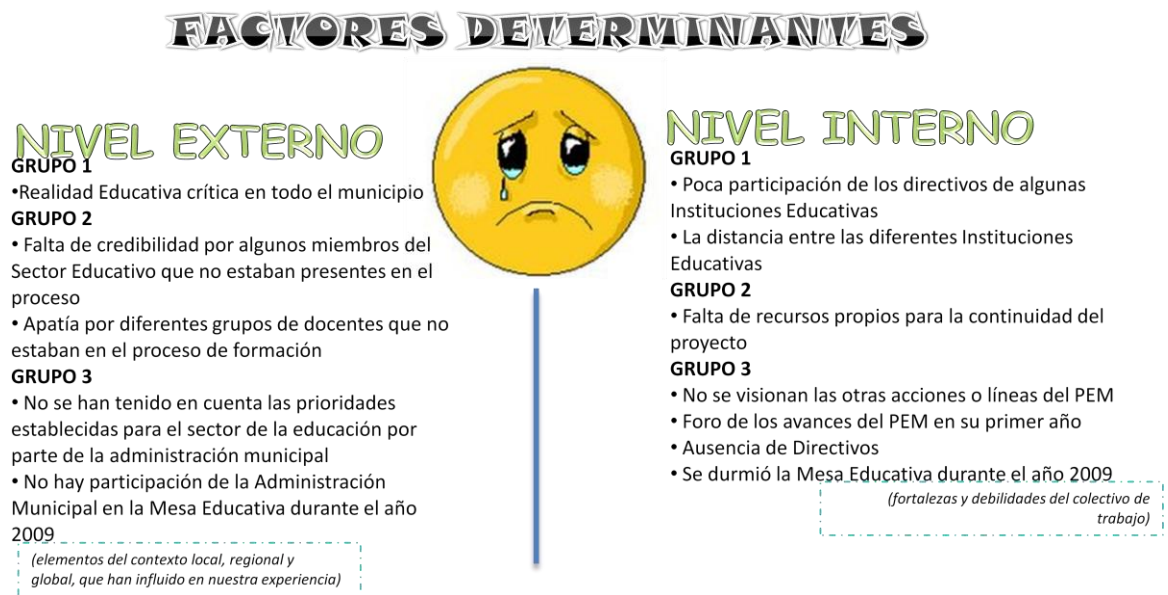 FACTORES DETERMINANTES
NIVEL EXTERNO
GRUPO 1
•Realidad Educativa crítica en todo el municipio
GRUPO 2
• Falta de credibilidad por algunos miembros del
Sector Educativo que no estaban presentes en el
proceso
• Apatía por diferentes grupos de docentes que no
estaban en el proceso de formación
GRUPO 3
• No se han tenido en cuenta las prioridades
establecidas para el sector de la educación por
parte de la administración municipal
• No hay participación de la Administración
Municipal en la Mesa Educativa durante el año
2009
(elementos del contexto local, regional y
global, que han influido en nuestra experiencia)
NIVEL INTERNO
GRUPO 1
• Poca participación de los directivos de algunas
Instituciones Educativas
• La distancia entre las diferentes Instituciones
Educativas
GRUPO 2
• Falta de recursos propios para la continuidad del
proyecto
GRUPO 3
• No se visionan las otras acciones o líneas del PEM
• Foro de los avances del PEM en su primer año
• Ausencia de Directivos
• Se durmió la Mesa Educativa durante el año 2009
(fortalezas y debilidades del colectivo de
trabajo)